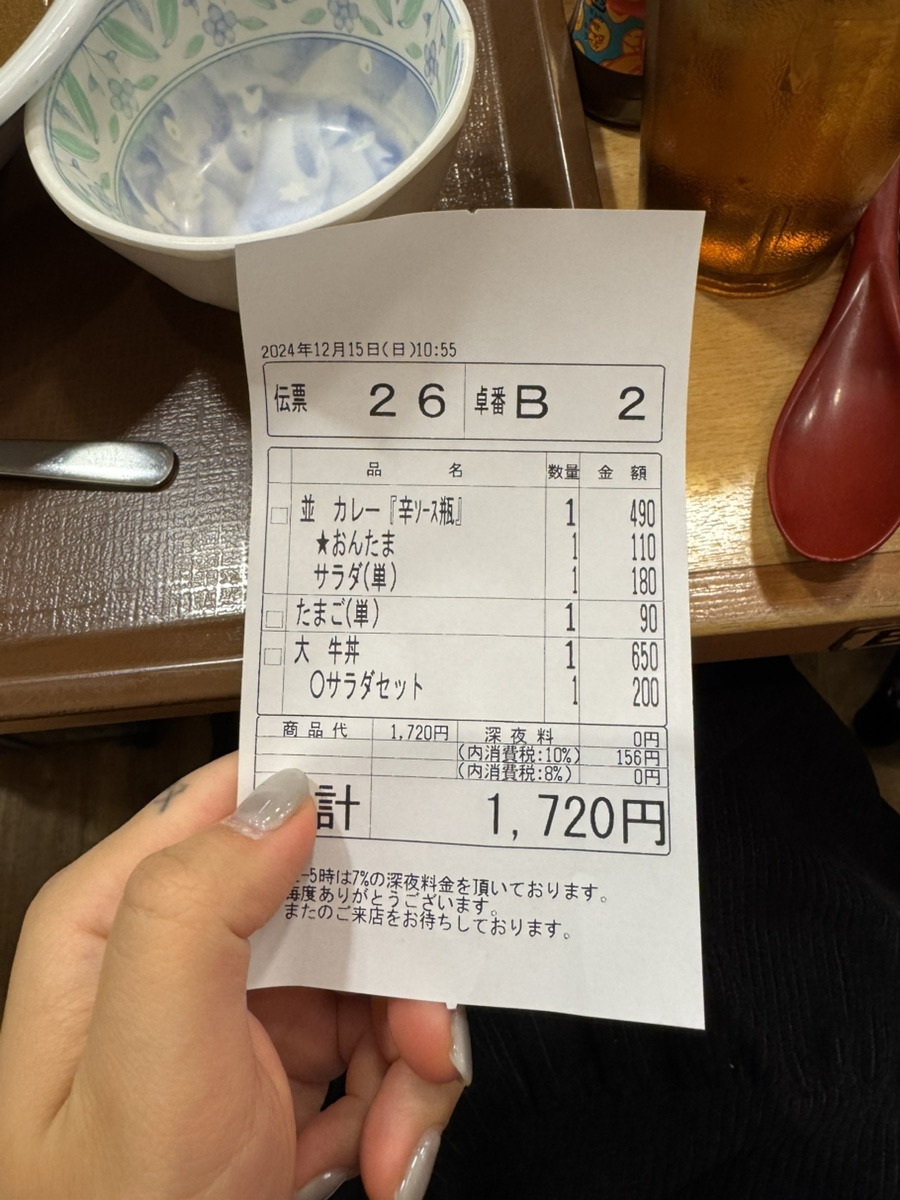 2024年12月15日(日)10:55
伝票 26 卓番 B 2
品名 数量 金額
並 カレー『辛ソース瓶』 1 490
★おんたま 1 110
サラダ(単) 1 180
たまご(単) 1 90
大 牛丼 1 650
○サラダセット 1 200
商品代 1,720円 深夜料 0円
(内消費税:10%) 156円
(内消費税:8%) 0円
計 1,720円
-5時は7%の深夜料金を頂いております。
毎度ありがとうございます。
またのご来店をお待ちしております。